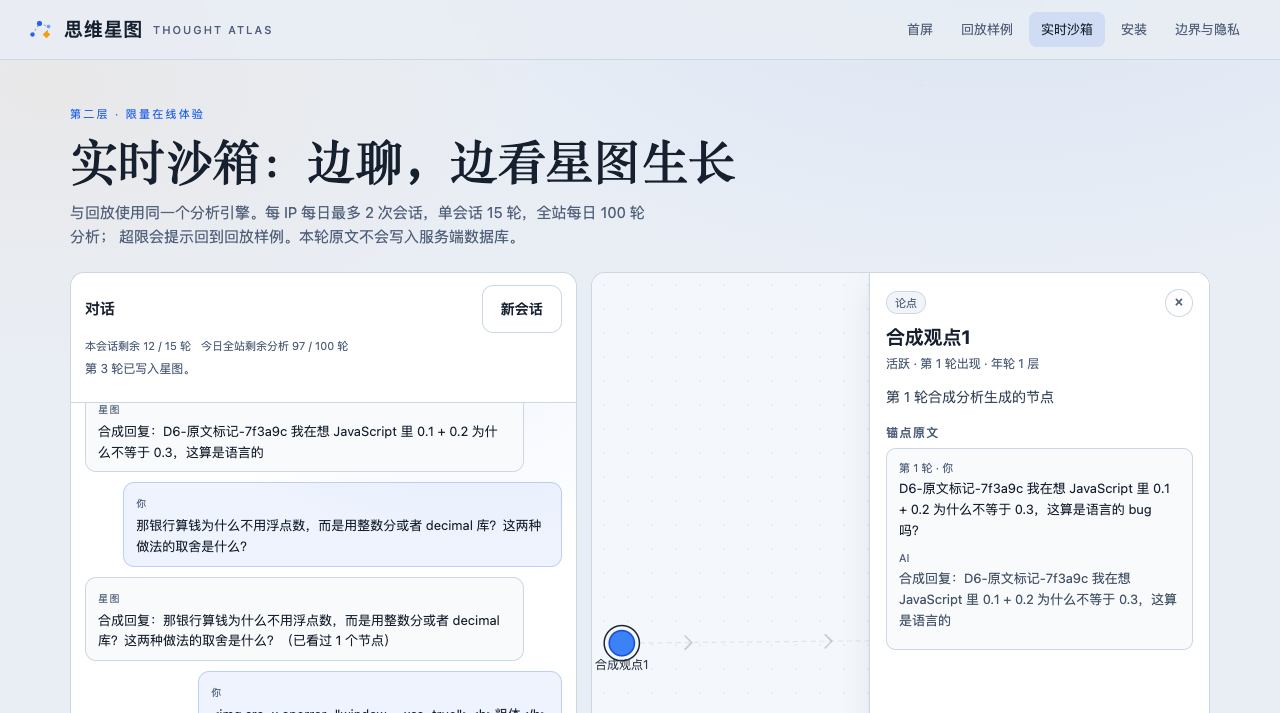 思维星图 THOUGHT ATLAS
首屏 回放样例 实时沙箱 安装 边界与隐私
第二层 · 限量在线体验
实时沙箱：边聊，边看星图生长
与回放使用同一个分析引擎。每 IP 每日最多 2 次会话，单会话 15 轮，全站每日 100 轮
分析； 超限会提示回到回放样例。本轮原文不会写入服务端数据库。
对话
新会话
本会话剩余 12 / 15 轮 今日全站剩余分析 97 / 100 轮
第 3 轮已写入星图。
星图
合成回复：D6-原文标记-7f3a9c 我在想 JavaScript 里 0.1 + 0.2 为什
么不等于 0.3，这算是语言的
你
那银行算钱为什么不用浮点数，而是用整数分或者 decimal 库？这两种
做法的取舍是什么？
星图
合成回复：那银行算钱为什么不用浮点数，而是用整数分或者 decimal
库？这两种做法的取舍是什么？（已看过 1 个节点）
你
合成观点1
论点
×
合成观点1
活跃 · 第 1 轮出现 · 年轮 1 层
第 1 轮合成分析生成的节点
锚点原文
第 1 轮 · 你
D6-原文标记-7f3a9c 我在想 JavaScript 里 0.1
+ 0.2 为什么不等于 0.3，这算是语言的 bug
吗？
AI
合成回复：D6-原文标记-7f3a9c 我在想
JavaScript 里 0.1 + 0.2 为什么不等于 0.3，这算
是语言的